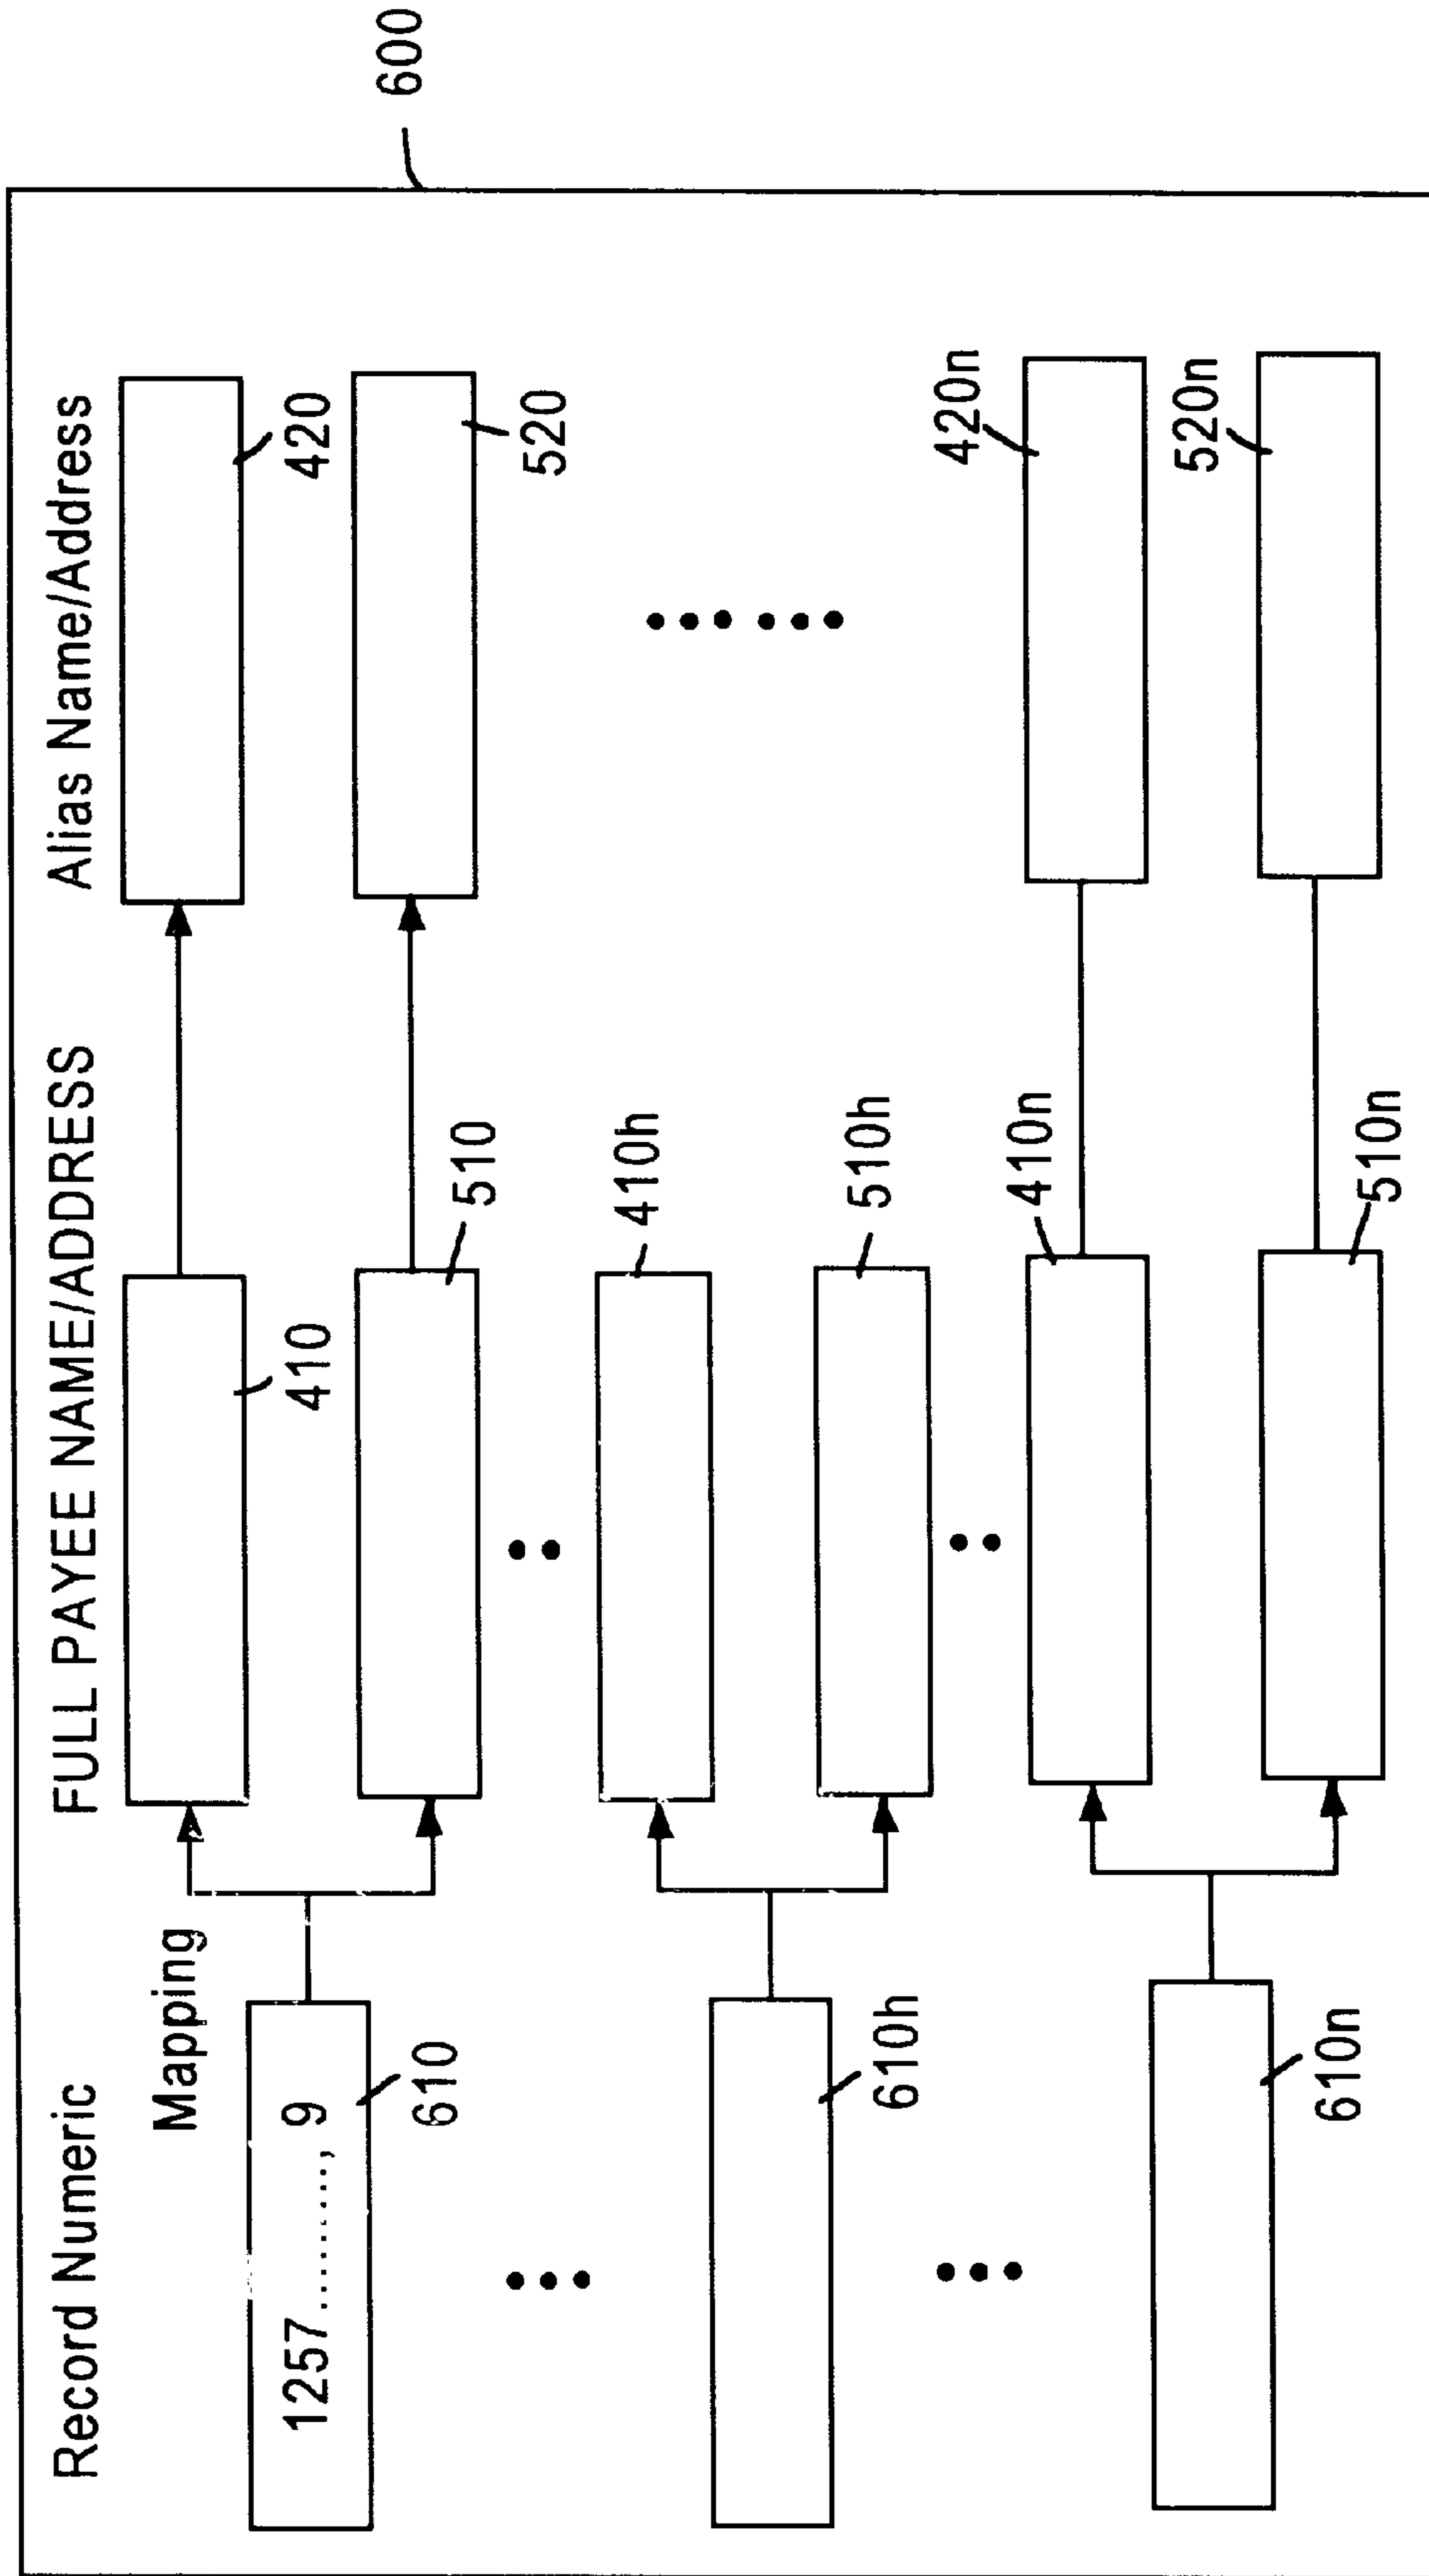 Record Numeric
FULL PAYEE NAME/ADDRESS
Alias Name/Address
Mapping
1257.........., 9
610
410
420
510
520
410h
610h
510h
410n
420n
610n
510n
520n
600